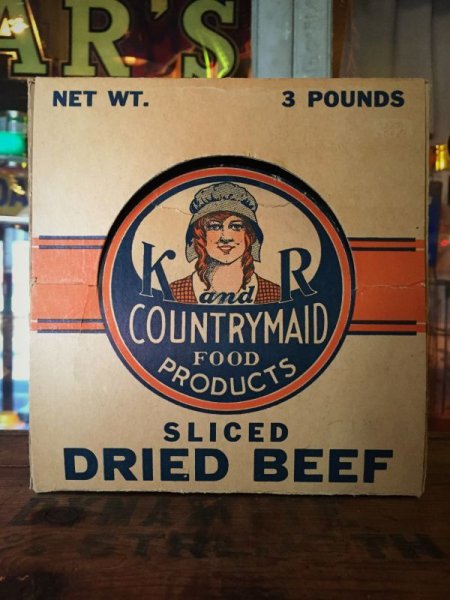 AR'S
NET WT. 3 POUNDS
K and R
COUNTRYMAID
FOOD
PRODUCTS
SLICED
DRIED BEEF